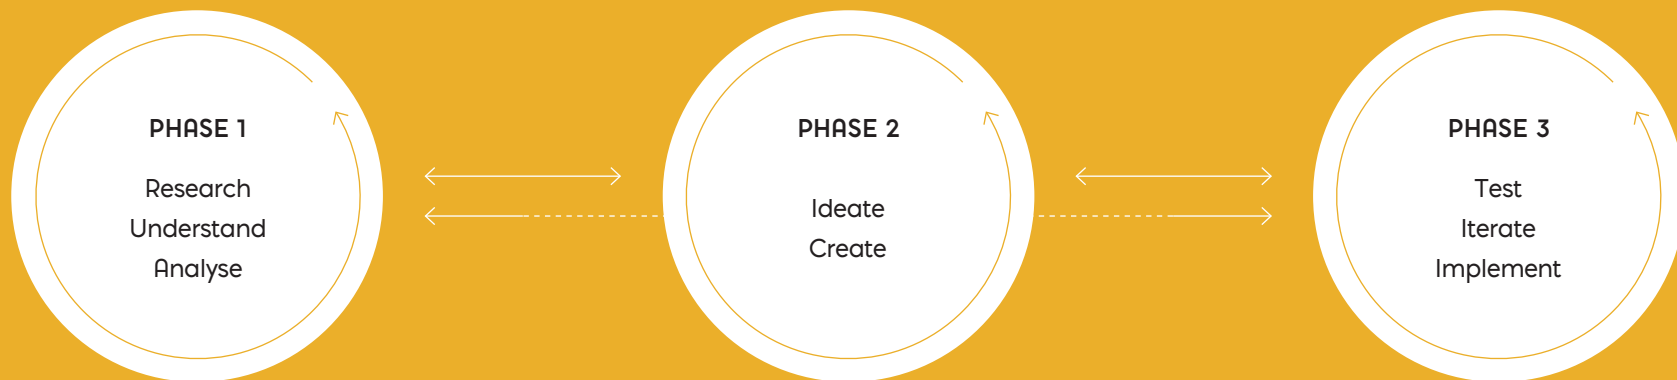 PHASE 1
Research
Understand
Analyse
PHASE 2
Ideate
Create
PHASE 3
Test
Iterate
Implement